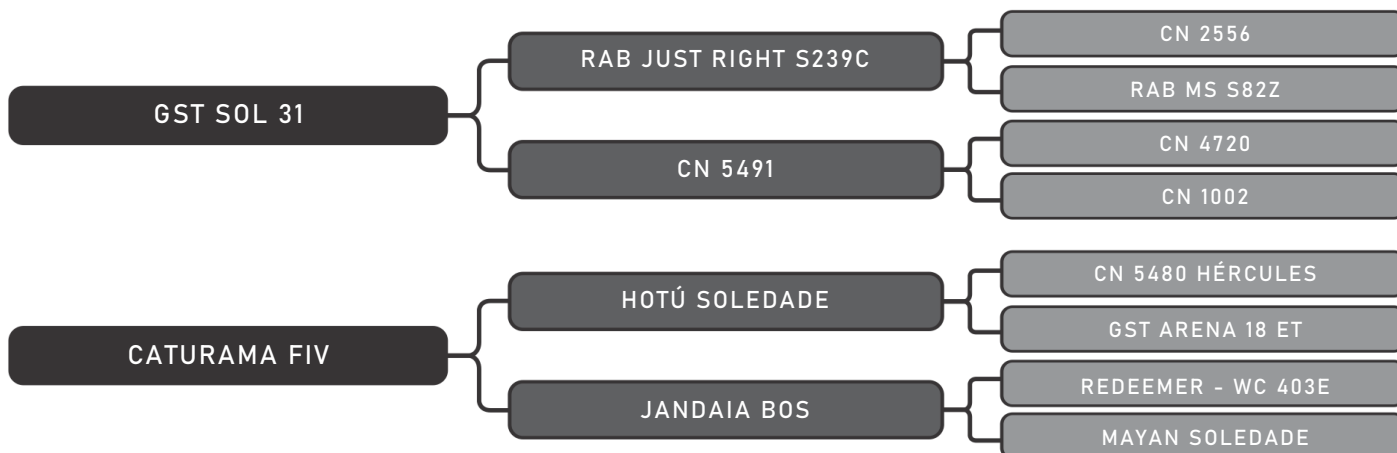 GST SOL 31
RAB JUST RIGHT S239C
CN 2556
RAB MS S82Z
CN 5491
CN 4720
CN 1002
CATURAMA FIV
HOTÚ SOLEDADE
CN 5480 HÉRCULES
GST ARENA 18 ET
JANDAIA BOS
REDEEMER - WC 403E
MAYAN SOLEDADE